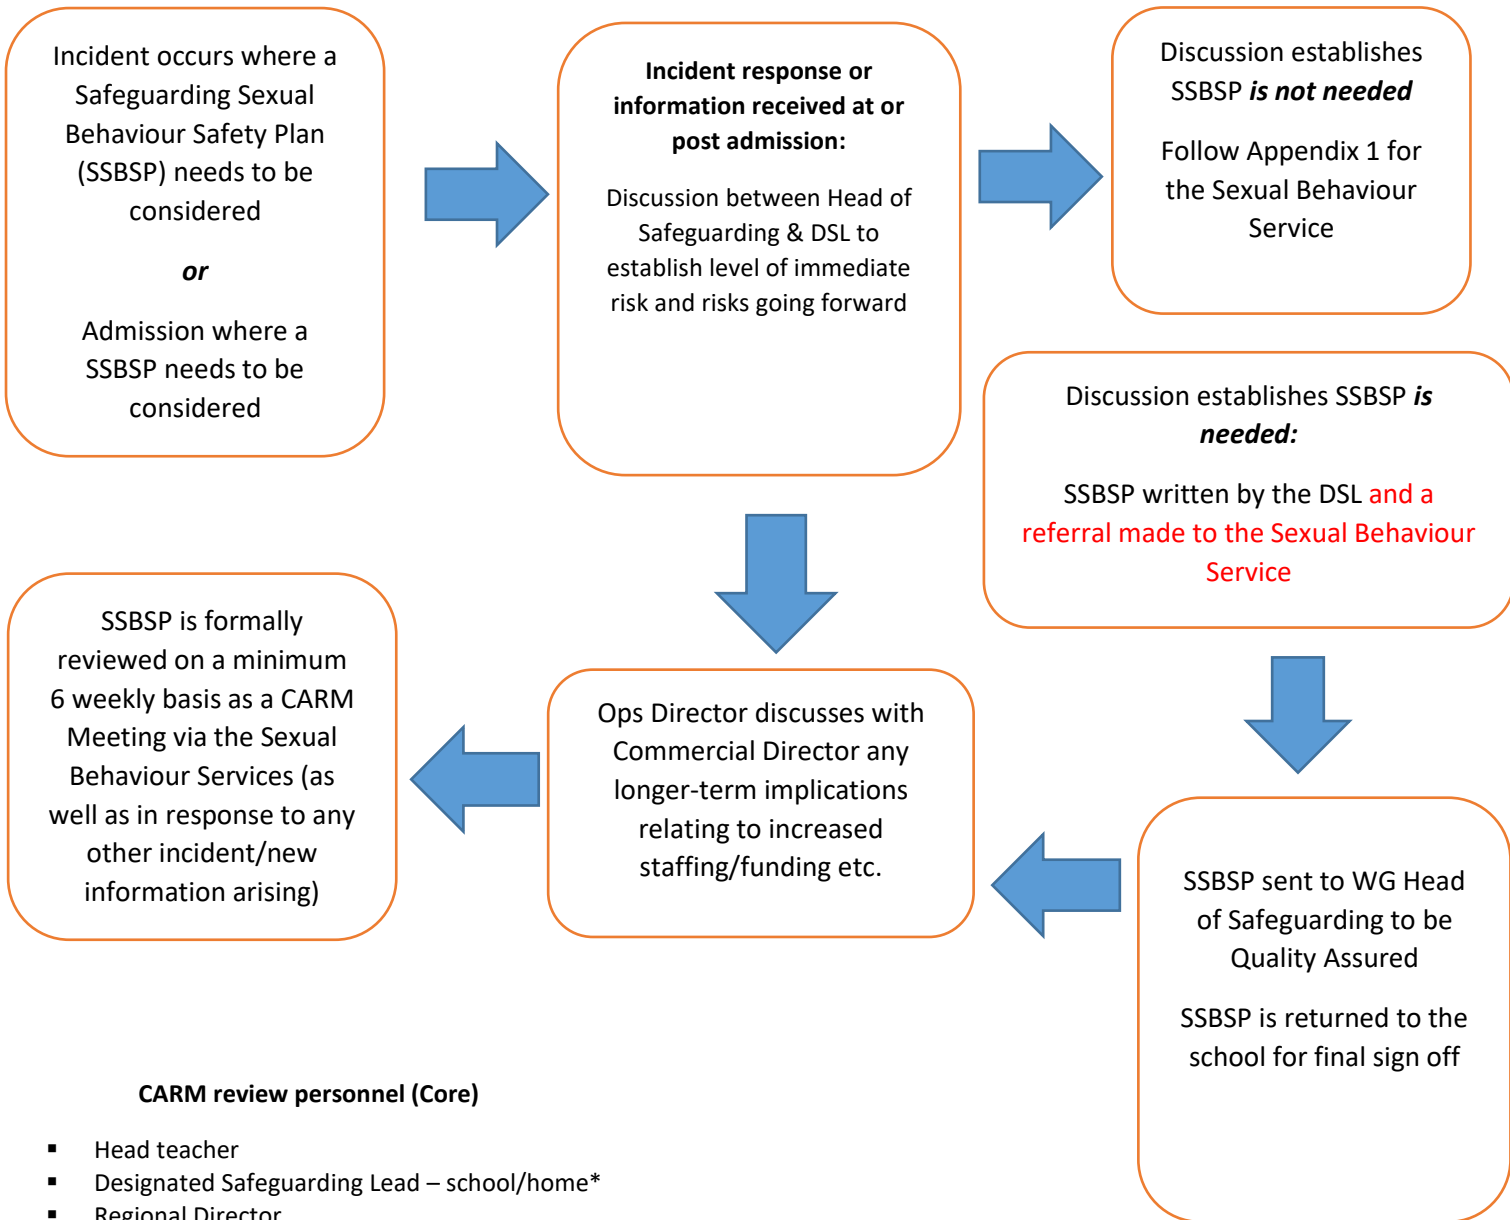 Incident occurs where a
Safeguarding Sexual
Behaviour Safety Plan
(SSBSP) needs to be
considered
or
Admission where a
SSBSP needs to be
considered
Incident response or
information received at or
post admission:
Discussion between Head of
Safeguarding & DSL to
establish level of immediate
risk and risks going forward
Discussion establishes
SSBSP is not needed
Follow Appendix 1 for
the Sexual Behaviour
Service
Discussion establishes SSBSP is
needed:
SSBSP written by the DSL and a
referral made to the Sexual Behaviour
Service
SSBSP sent to WG Head
of Safeguarding to be
Quality Assured
SSBSP is returned to the
school for final sign off
Ops Director discusses with
Commercial Director any
longer-term implications
relating to increased
staffing/funding etc.
SSBSP is formally
reviewed on a minimum
6 weekly basis as a CARM
Meeting via the Sexual
Behaviour Services (as
well as in response to any
other incident/new
information arising)
CARM review personnel (Core)
▪ Head teacher
▪ Designated Safeguarding Lead – school/home*
▪ Regional Director